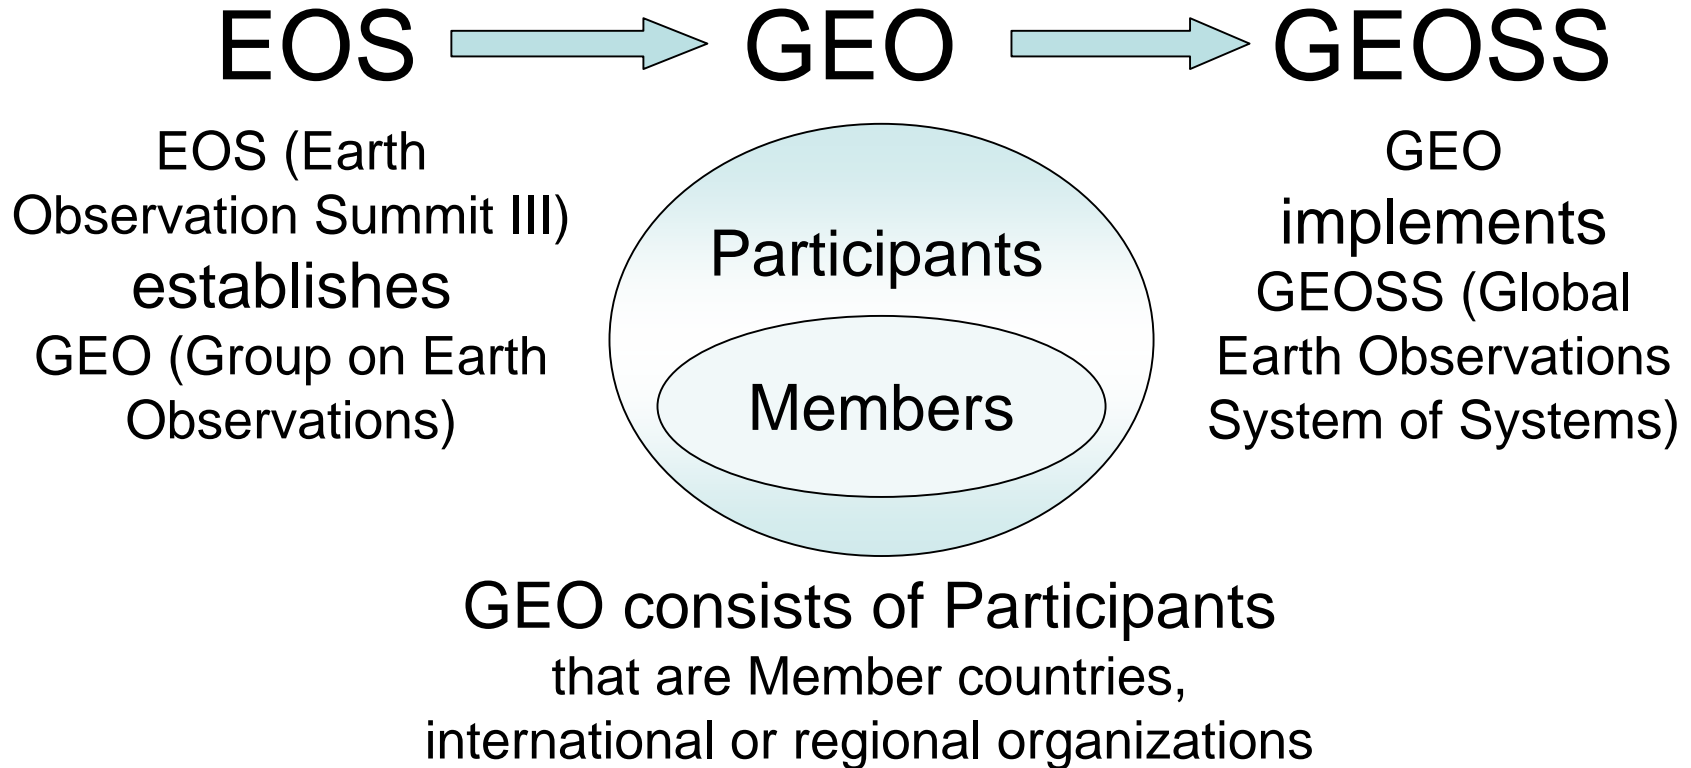 EOS GEO GEOSS
EOS (Earth
Observation Summit III)
establishes
GEO (Group on Earth
Observations)
Participants
Members
GEO
implements
GEOSS (Global
Earth Observations
System of Systems)
GEO consists of Participants
that are Member countries,
international or regional organizations